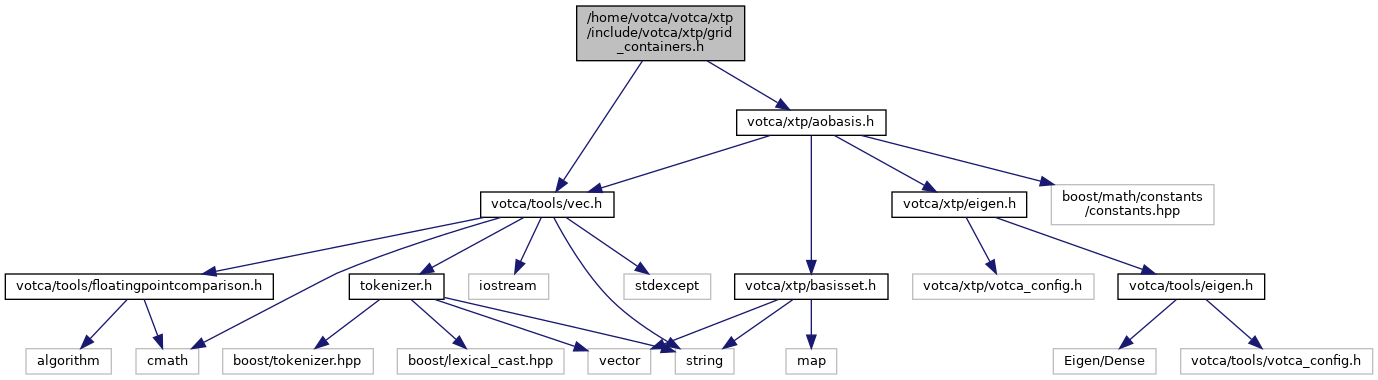 /home/votca/votca/xtp
/include/votca/xtp/grid
_containers.h
votca/xtp/aobasis.h
votca/tools/vec.h
votca/xtp/eigen.h
boost/math/constants
/constants.hpp
votca/tools/floatingpointcomparison.h
tokenizer.h
iostream
stdexcept
votca/xtp/basisset.h
votca/xtp/votca_config.h
votca/tools/eigen.h
algorithm
cmath
boost/tokenizer.hpp
boost/lexical_cast.hpp
vector
string
map
Eigen/Dense
votca/tools/votca_config.h